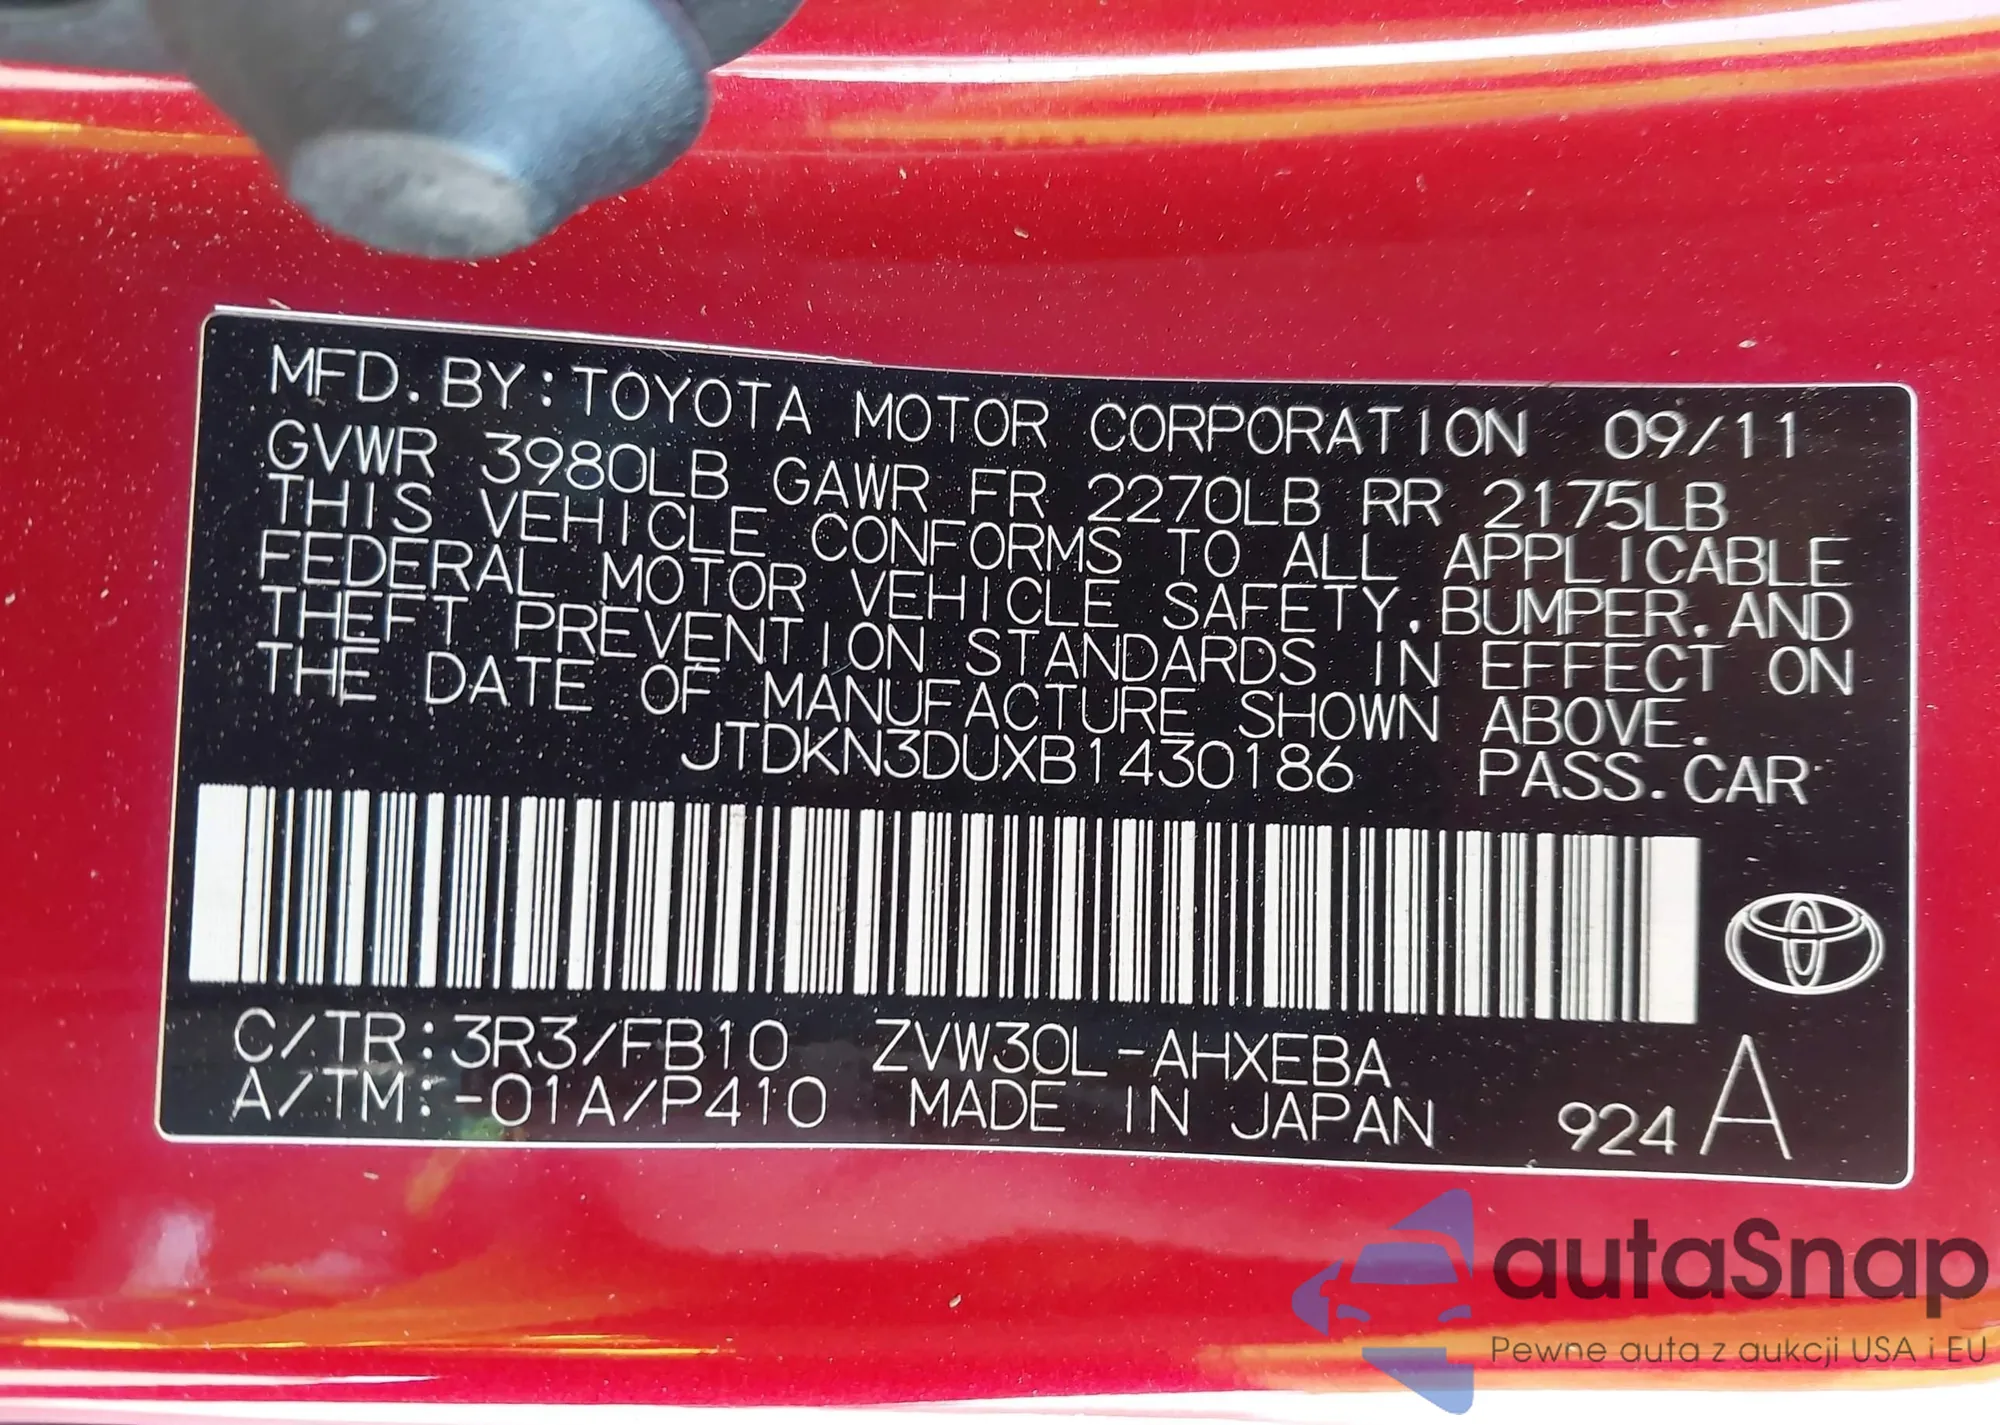 MFD. BY: TOYOTA MOTOR CORPORATION 09/11
GVWR 3980LB GAWR FR 2270LB RR 2175LB
THIS VEHICLE CONFORMS TO ALL APPLICABLE
FEDERAL MOTOR VEHICLE SAFETY, BUMPER, AND
THEFT PREVENTION STANDARDS IN EFFECT ON
THE DATE OF MANUFACTURE SHOWN ABOVE.
JTDKN3DUXB1430186 PASS. CAR
C/TR: 3R3/FB10 ZVW30L-AHXEBA
A/TM: -01A/P410 MADE IN JAPAN 924 A
autaSnap
Pewne auta z aukcji USA i EU